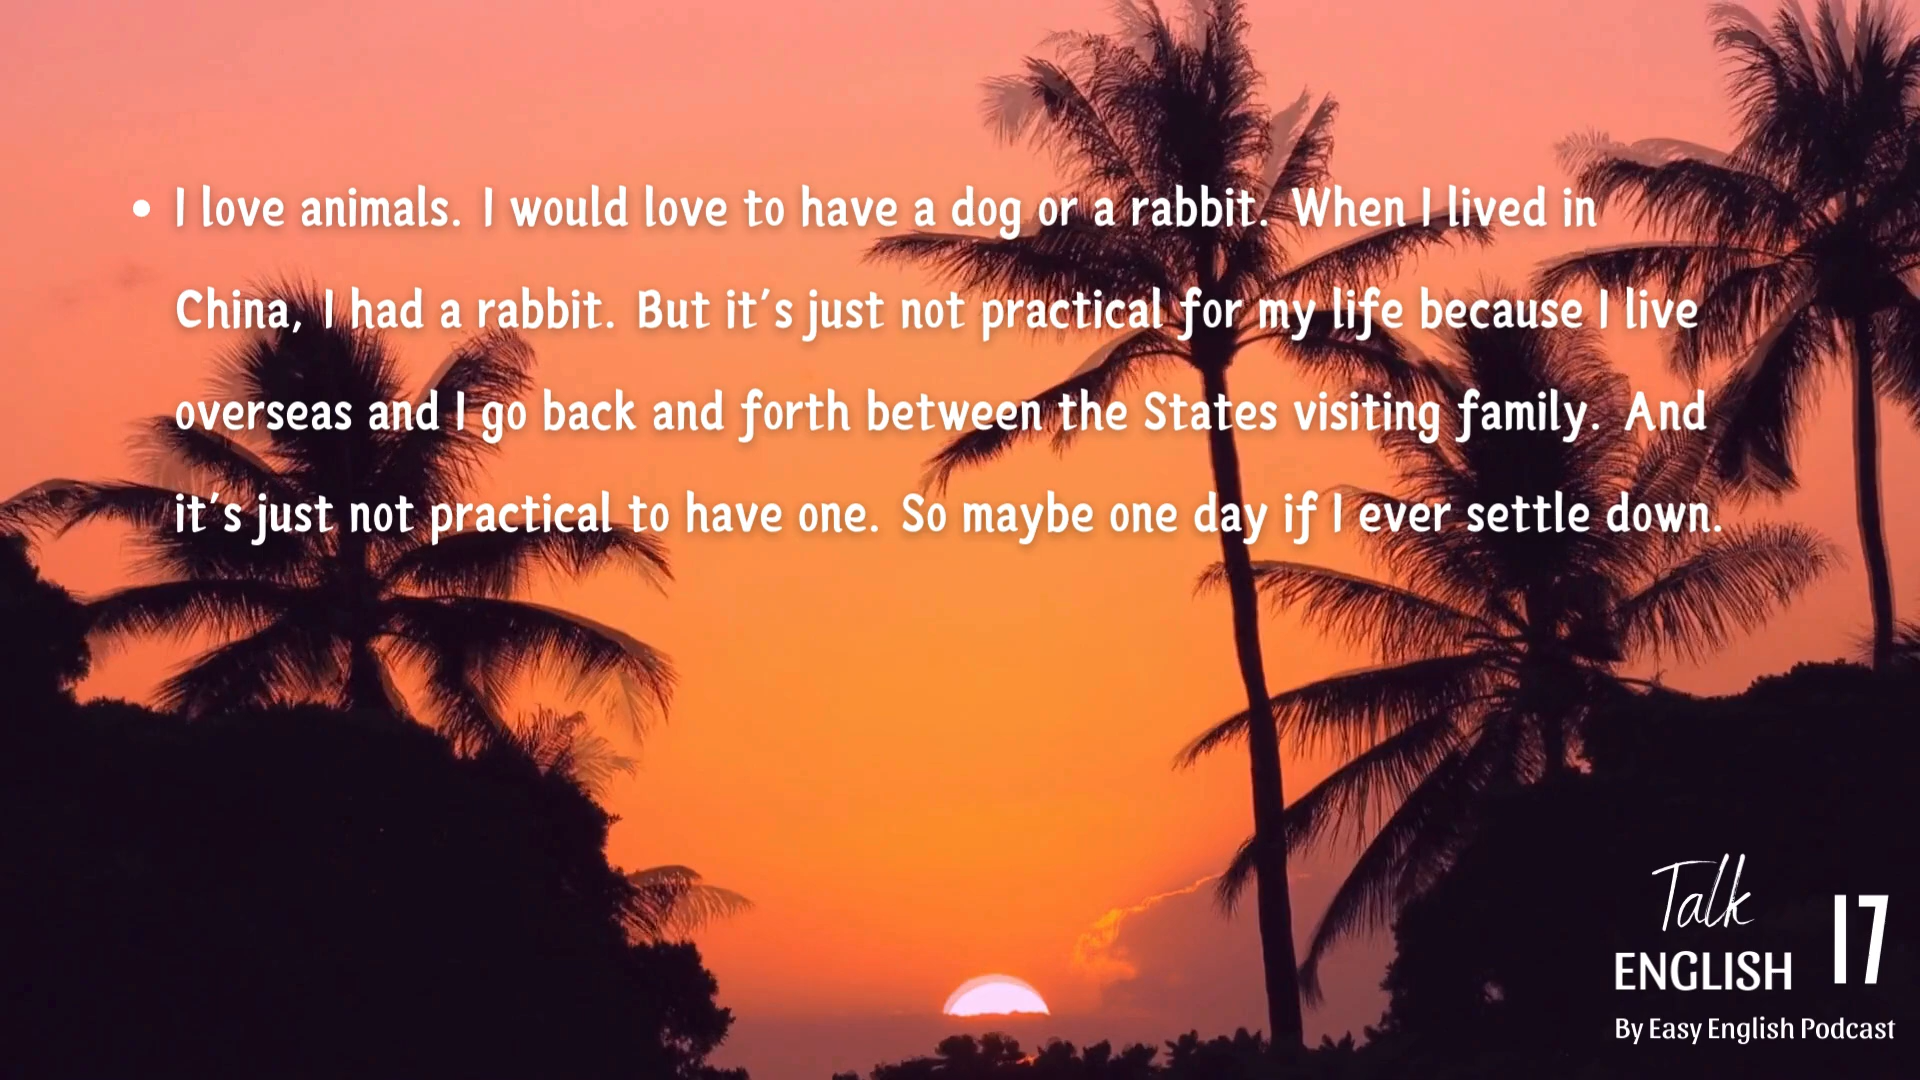 • I love animals. I would love to have a dog or a rabbit. When I lived in
China, I had a rabbit. But it's just not practical for my life because I live
overseas and I go back and forth between the States visiting family. And
it's just not practical to have one. So maybe one day if I ever settle down.
Talk
ENGLISH 17
By Easy English Podcast